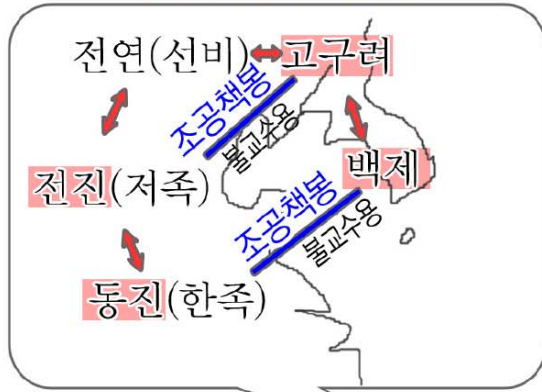 전연(선비) 고구려
조공책봉
불교수용
전진(저족) 백제
조공책봉
불교수용
동진(한족)